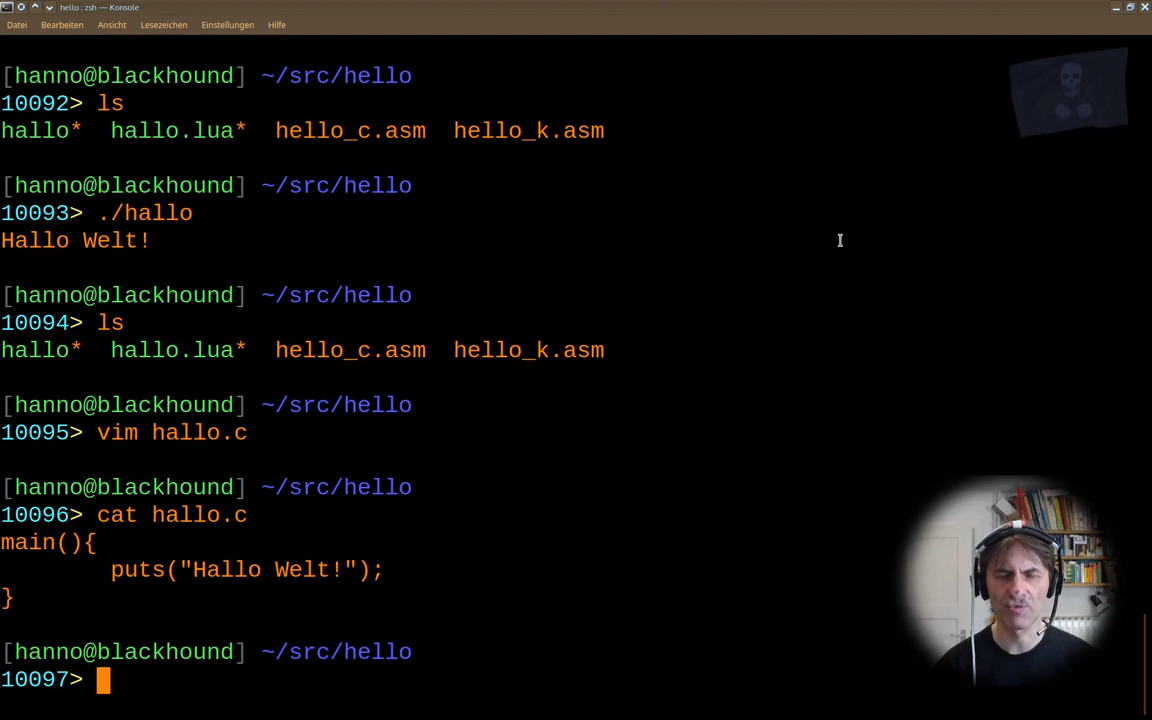 hello : zsh — Konsole
Datei Bearbeiten Ansicht Lesezeichen Einstellungen Hilfe
[hanno@blackhound] ~/src/hello
10092> ls
hallo* hallo.lua* hello_c.asm hello_k.asm
[hanno@blackhound] ~/src/hello
10093> ./hallo
Hallo Welt!
[hanno@blackhound] ~/src/hello
10094> ls
hallo* hallo.lua* hello_c.asm hello_k.asm
[hanno@blackhound] ~/src/hello
10095> vim hallo.c
[hanno@blackhound] ~/src/hello
10096> cat hallo.c
main(){
        puts("Hallo Welt!");
}
[hanno@blackhound] ~/src/hello
10097>